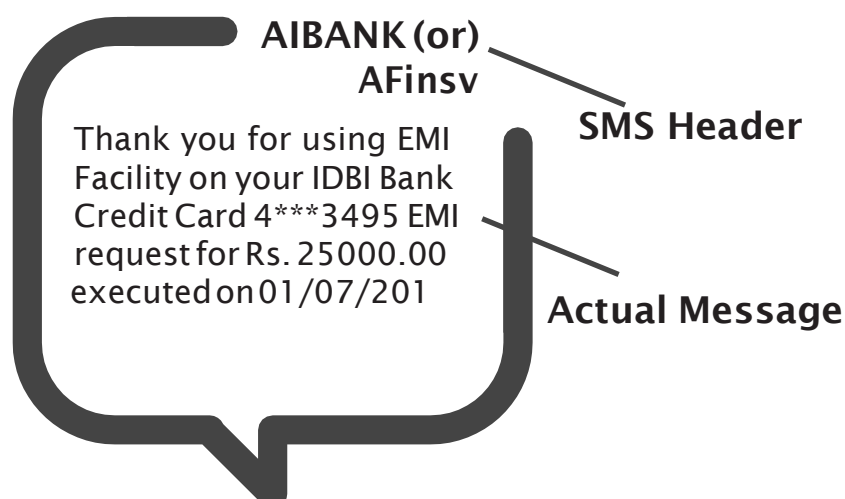 AIBANK (or)
AFinsv
SMS Header
Thank you for using EMI
Facility on your IDBI Bank
Credit Card 4***3495 EMI
request for Rs. 25000.00
executed on 01/07/201
Actual Message